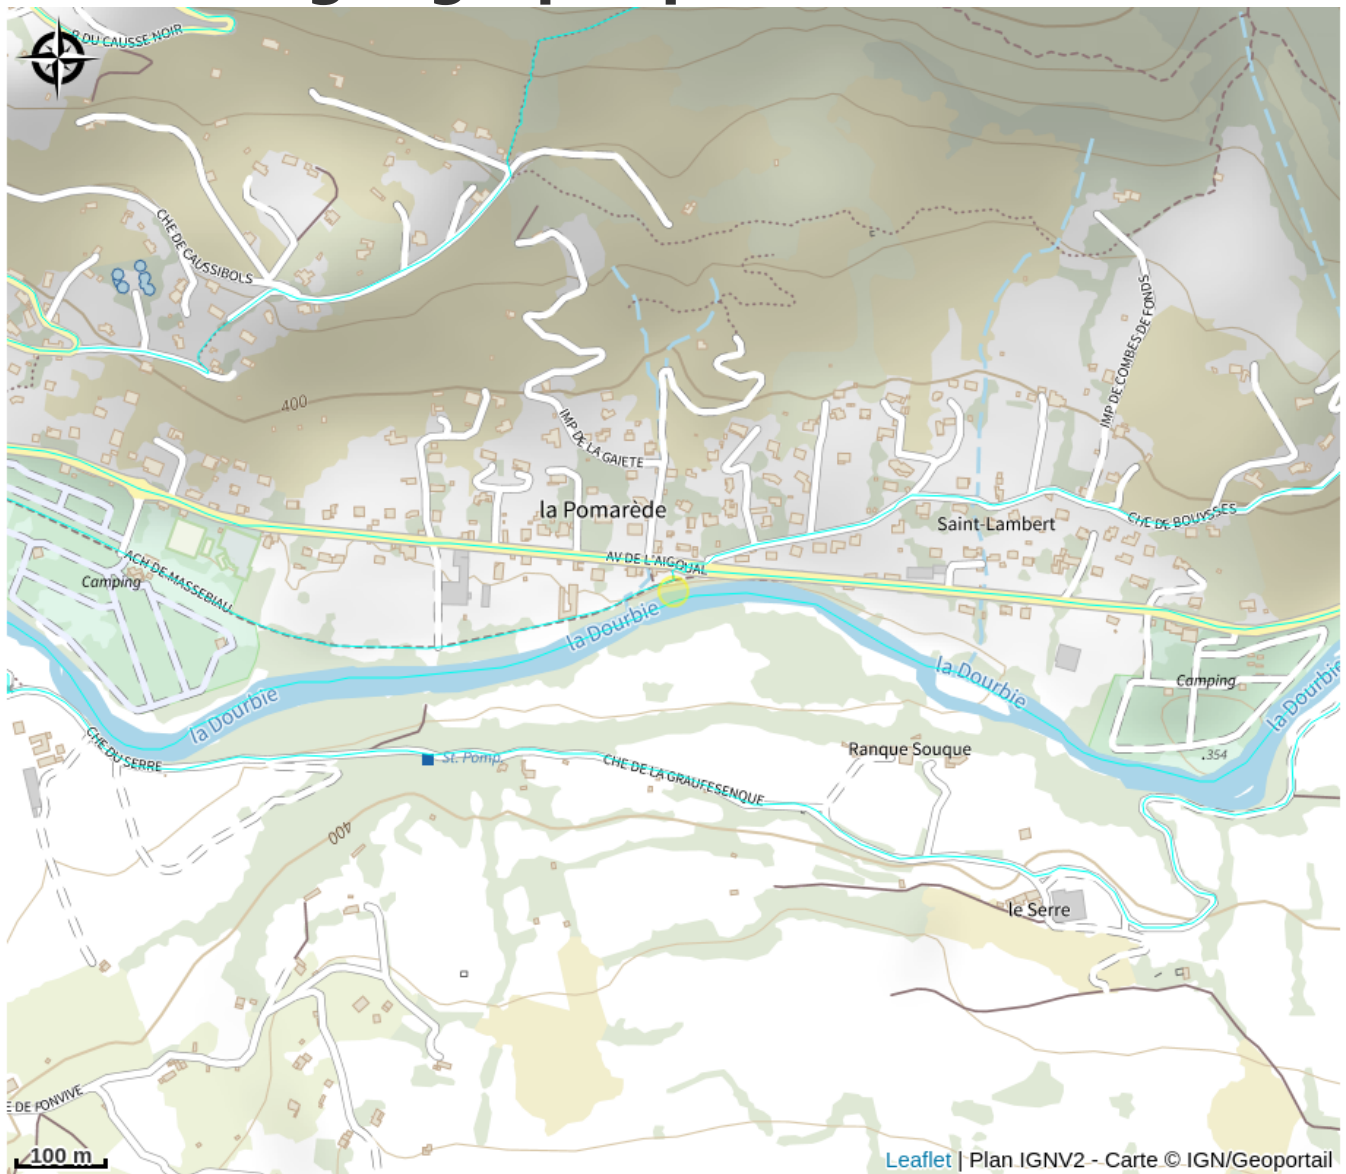 R DU CAUSSE NOIR
CHE DE CAUSSIBOLS
IMP DE COMBES DE FONDS
400
IMP DE LA GAIETE
la Pomarède
Saint-Lambert
CHE DE BOUYSSES
AV DE L'AIGOUAL
ACH DE MASSEBIAU
Camping
la Dourbie
la Dourbie
Camping
la Dourbie
la Dourbie
CHE DU SERRE
St. Pomp.
Ranque Souque
354
CHE DE LA GRAUFESENQUE
400
le Serre
E DE FONVIVE
100 m
Leaflet | Plan IGNV2 - Carte © IGN/Geoportail